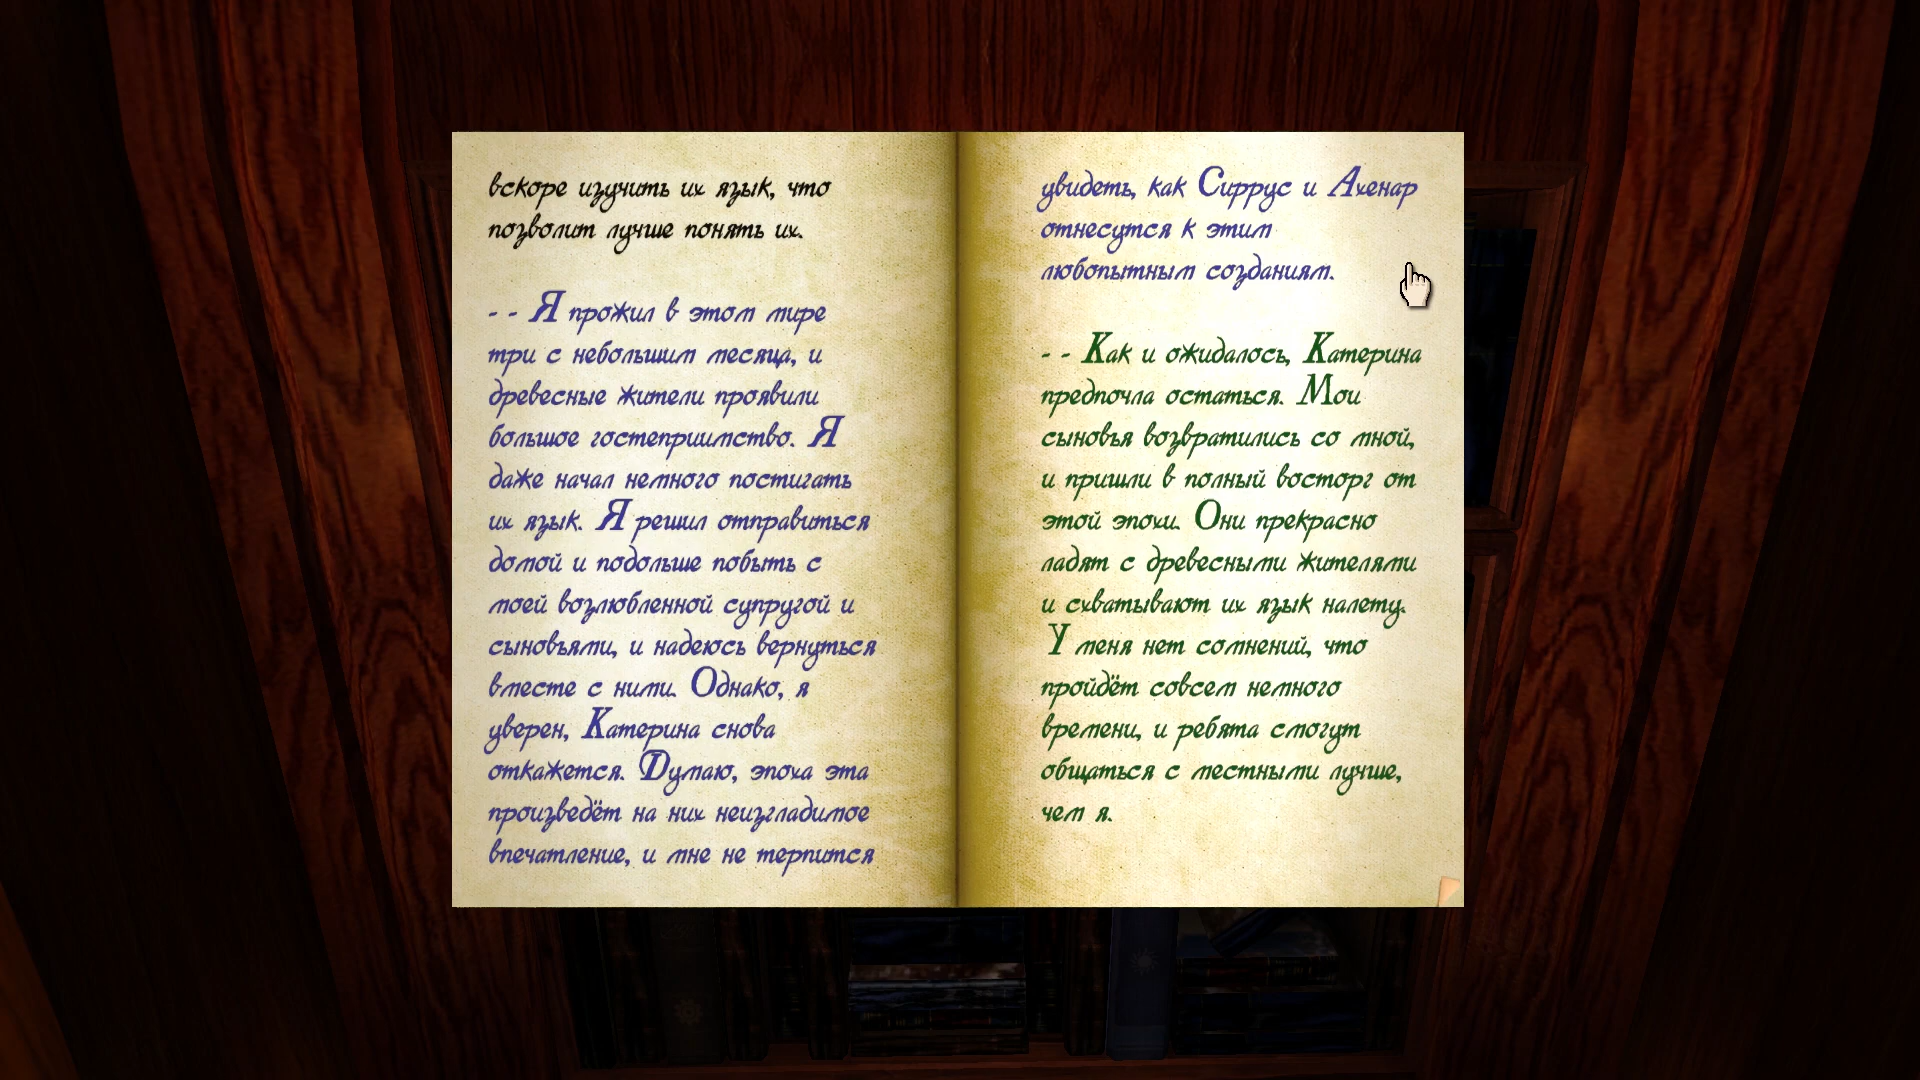 вскоре изучить их язык, что
позволит лучше понять их.
- - Я прожил в этом мире
три с небольшим месяца, и
древесные жители проявили
большое гостеприимство. Я
даже начал немного постигать
их язык. Я решил отправиться
домой и подольше побыть с
моей возлюбленной супругой и
сыновьями, и надеюсь вернуться
вместе с ними. Однако, я
уверен, Катерина снова
откажется. Думаю, эпоха эта
произведёт на них неизгладимое
впечатление, и мне не терпится
увидеть, как Сиррус и Ахенар
отнесутся к этим
любопытным созданиям.
- - Как и ожидалось, Катерина
предпочла остаться. Мои
сыновья возвратились со мной,
и пришли в полный восторг от
этой эпохи. Они прекрасно
ладят с древесными жителями
и схватывают их язык налету.
У меня нет сомнений, что
пройдёт совсем немного
времени, и ребята смогут
общаться с местными лучше,
чем я.